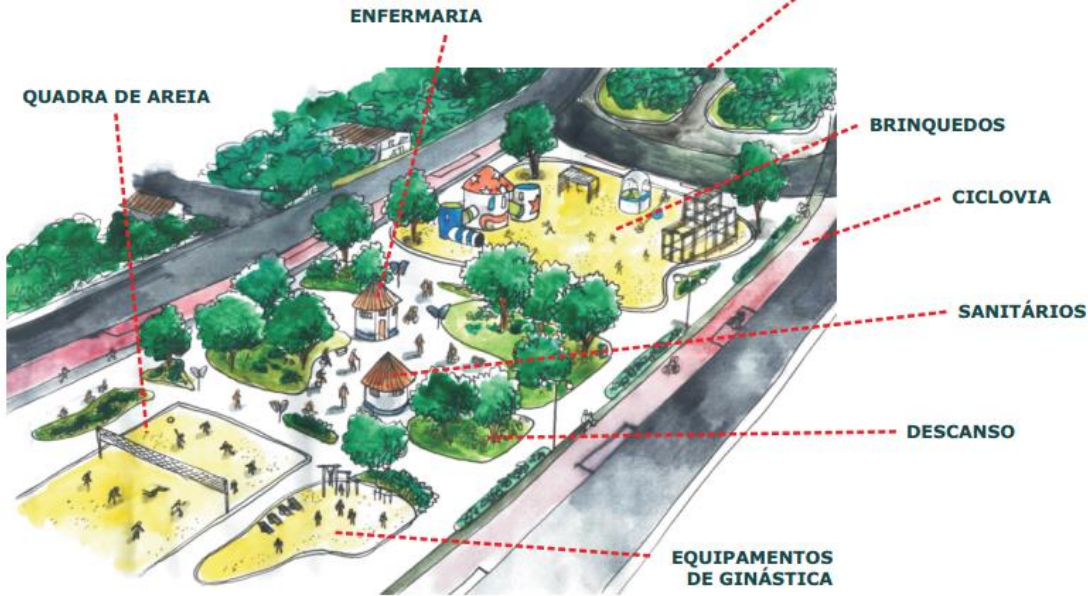 ENFERMARIA
QUADRA DE AREIA
BRINQUEDOS
CICLOVIA
SANITÁRIOS
DESCANSO
EQUIPAMENTOS
DE GINÁSTICA